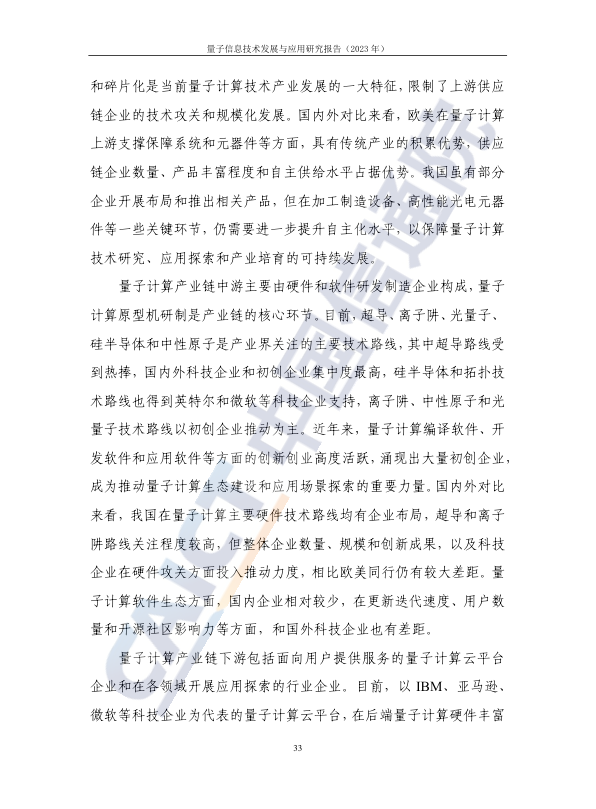 量子信息技术发展与应用研究报告（2023 年）
和碎片化是当前量子计算技术产业发展的一大特征，限制了上游供应
链企业的技术攻关和规模化发展。国内外对比来看，欧美在量子计算
上游支撑保障系统和元器件等方面，具有传统产业的积累优势，供应
链企业数量、产品丰富程度和自主供给水平占据优势。我国虽有部分
企业开展布局和推出相关产品，但在加工制造设备、高性能光电元器
件等一些关键环节，仍需要进一步提升自主化水平，以保障量子计算
技术研究、应用探索和产业培育的可持续发展。
量子计算产业链中游主要由硬件和软件研发制造企业构成，量子
计算原型机研制是产业链的核心环节。目前，超导、离子阱、光量子、
硅半导体和中性原子是产业界关注的主要技术路线，其中超导路线受
到热捧，国内外科技企业和初创企业集中度最高，硅半导体和拓扑技
术路线也得到英特尔和微软等科技企业支持，离子阱、中性原子和光
量子技术路线以初创企业推动为主。近年来，量子计算编译软件、开
发软件和应用软件等方面的创新创业高度活跃，涌现出大量初创企业，
成为推动量子计算生态建设和应用场景探索的重要力量。国内外对比
来看，我国在量子计算主要硬件技术路线均有企业布局，超导和离子
阱路线关注程度较高，但整体企业数量、规模和创新成果，以及科技
企业在硬件攻关方面投入推动力度，相比欧美同行仍有较大差距。量
子计算软件生态方面，国内企业相对较少，在更新迭代速度、用户数
量和开源社区影响力等方面，和国外科技企业也有差距。
量子计算产业链下游包括面向用户提供服务的量子计算云平台
企业和在各领域开展应用探索的行业企业。目前，以 IBM、亚马逊、
微软等科技企业为代表的量子计算云平台，在后端量子计算硬件丰富
33
CAICT 中国信通院